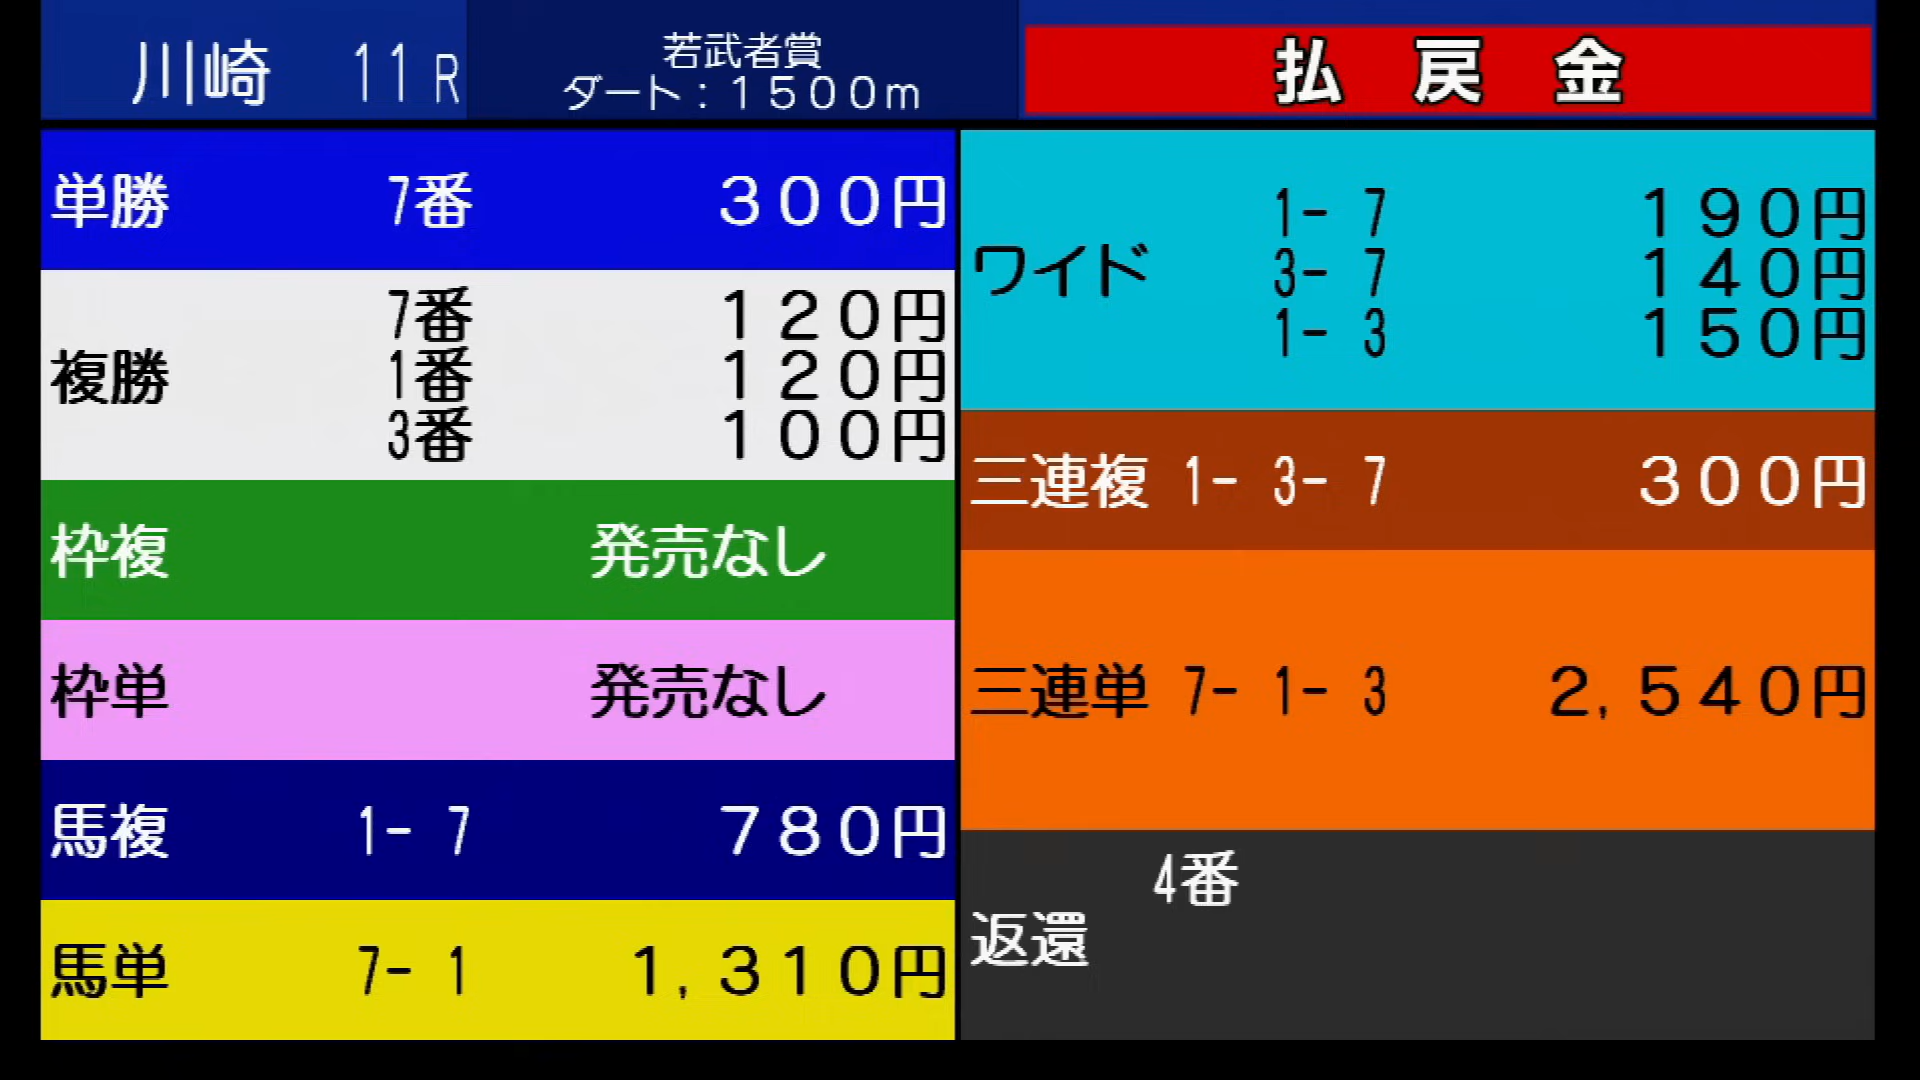 川崎 11R
若武者賞
ダート:1500m
払戻金
単勝 7番 300円
複勝
7番 120円
1番 120円
3番 100円
枠複 発売なし
枠単 発売なし
馬複 1- 7 780円
馬単 7- 1 1,310円
ワイド
1- 7 190円
3- 7 140円
1- 3 150円
三連複 1- 3- 7 300円
三連単 7- 1- 3 2,540円
4番
返還